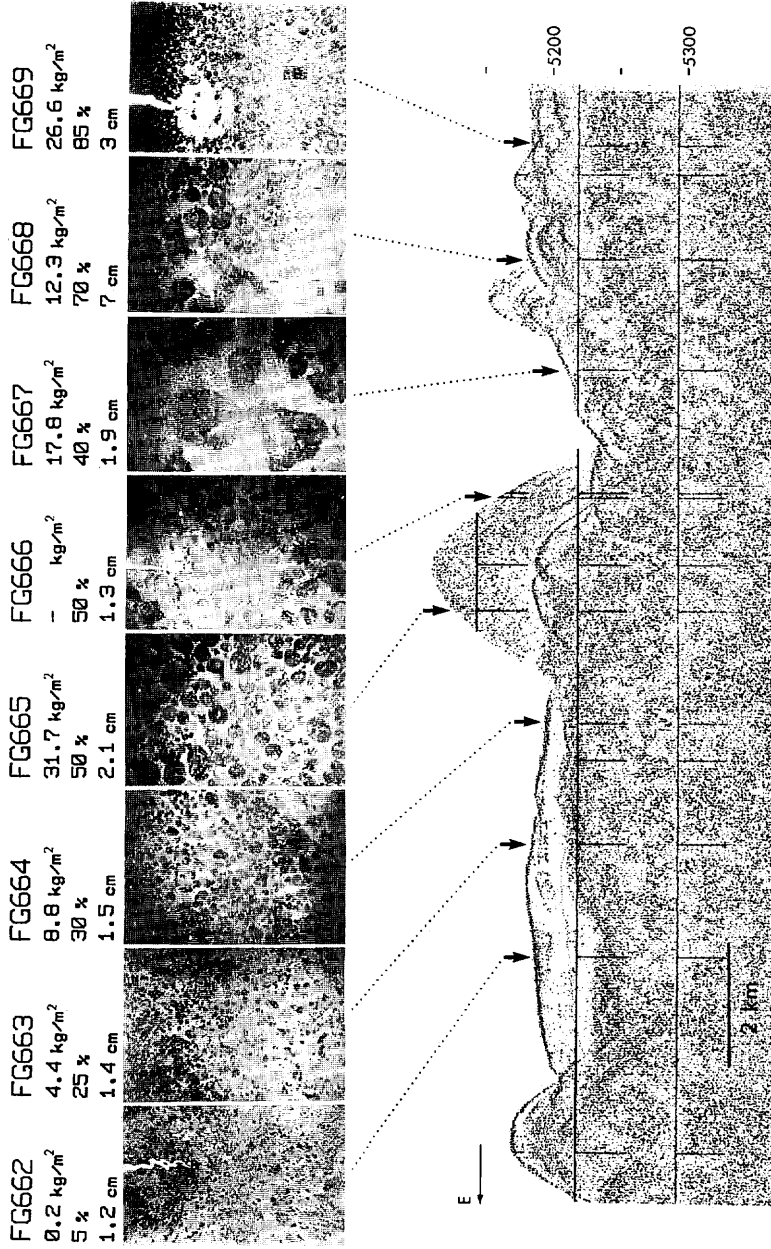 FG662
0.2 kg/m²
5 %
1.2 cm
FG663
4.4 kg/m²
25 %
1.4 cm
FG664
8.8 kg/m²
30 %
1.5 cm
FG665
31.7 kg/m²
50 %
2.1 cm
FG666
- kg/m²
50 %
1.3 cm
FG667
17.8 kg/m²
40 %
1.9 cm
FG668
12.3 kg/m²
70 %
7 cm
FG669
26.6 kg/m²
85 %
3 cm
E
-5200
-5300
2 km